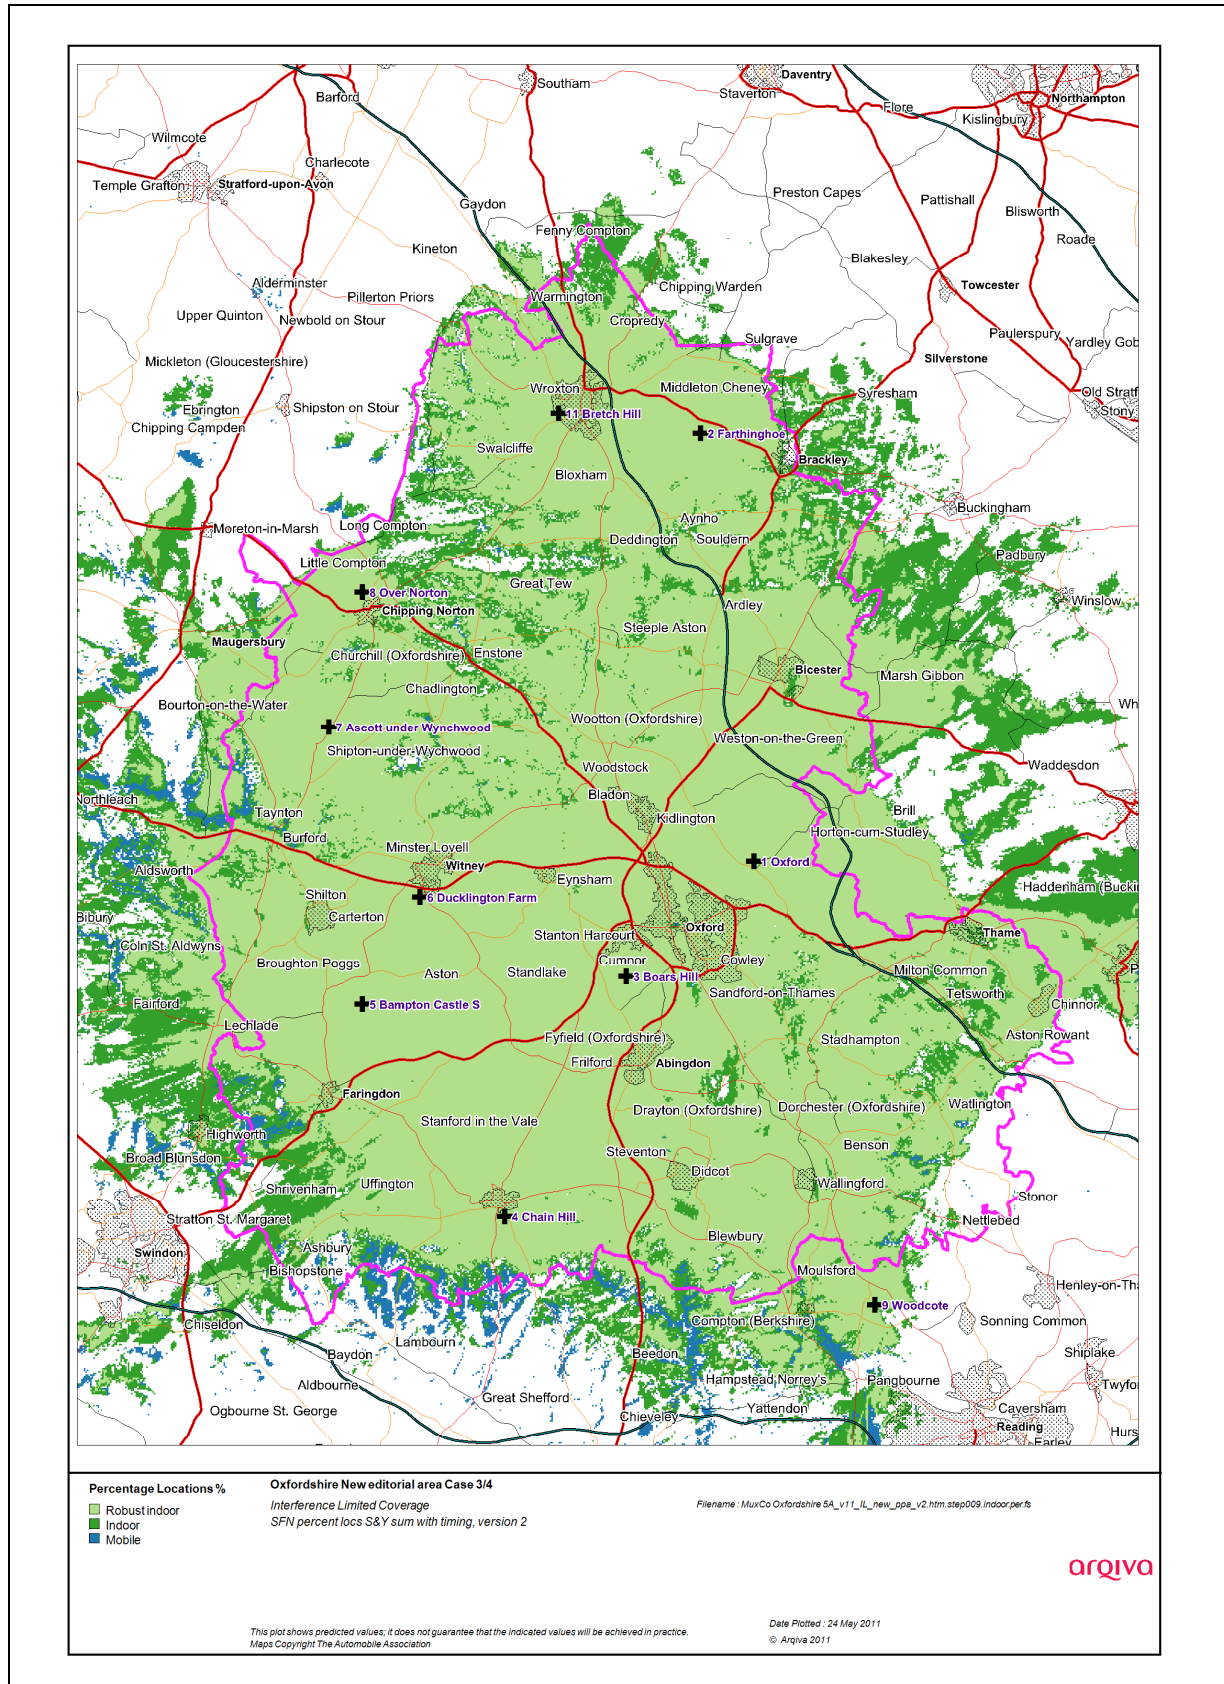 Daventry
Southam
Staverton
Barford
Northampton
Flore
Kislingbury
Wilmcote
Charlecote
Temple Grafton
Stratford-upon-Avon
Preston Capes
Pattishall
Gaydon
Blisworth
Fenny Compton
Roade
Kineton
Blakesley
Alderminster
Chipping Warden
Towcester
Pillerton Priors
Warmington
Upper Quinton
Newbold on Stour
Cropredy
Paulerspury
Sulgrave
Yardley Gob
Mickleton (Gloucestershire)
Silverstone
Wroxton
Middleton Cheney
Syresham
Old Stratf
Ebrington
Shipston on Stour
11 Bretch Hill
Stony
Chipping Campden
2 Farthinghoe
Swalcliffe
Brackley
Bloxham
Buckingham
Moreton-in-Marsh
Long Compton
Aynho
Deddington
Souldern
Padbury
Little Compton
Great Tew
8 Over Norton
Winslow
Chipping Norton
Ardley
Steeple Aston
Maugersbury
Churchill (Oxfordshire)
Enstone
Bicester
Marsh Gibbon
Chadlington
Bourton-on-the-Water
Wh
Wootton (Oxfordshire)
7 Ascott under Wynchwood
Weston-on-the-Green
Shipton-under-Wychwood
Woodstock
Waddesdon
Northleach
Bladon
Taynton
Kidlington
Brill
Burford
Horton-cum-Studley
Minster Lovell
Witney
1 Oxford
Aldsworth
Eynsham
Shilton
6 Ducklington Farm
Haddenham (Bucki
Bibury
Carterton
Oxford
Stanton Harcourt
Thame
Coln St. Aldwyns
Cumnor
Cowley
Broughton Poggs
Aston
Standlake
3 Boars Hill
Milton Common
P
Sandford-on-Thames
Tetsworth
Fairford
5 Bampton Castle S
Chinnor
Lechlade
Fyfield (Oxfordshire)
Stadhampton
Aston Rowant
Frilford
Abingdon
Faringdon
Drayton (Oxfordshire)
Dorchester (Oxfordshire)
Watlington
Stanford in the Vale
Highworth
Benson
Broad Blunsdon
Steventon
Didcot
Uffington
Wallingford
Shrivenham
Stonor
Stratton St. Margaret
4 Chain Hill
Nettlebed
Blewbury
Swindon
Ashbury
Bishopstone
Moulsford
Henley-on-Tha
9 Woodcote
Chiseldon
Compton (Berkshire)
Sonning Common
Lambourn
Baydon
Beedon
Shiplake
Aldbourne
Hampstead Norrey's
Pangbourne
Twyfor
Great Shefford
Ogbourne St. George
Yattendon
Caversham
Chieveley
Reading
Hurs
Earley
Percentage Locations %
Robust indoor
Indoor
Mobile
Oxfordshire New editorial area Case 3/4
Interference Limited Coverage
SFN percent locs S&Y sum with timing, version 2
Filename : MuxCo Oxfordshire 5A_v11_IL_new_ppa_v2.htm.step009.indoor.per.fs
arqiva
This plot shows predicted values; it does not guarantee that the indicated values will be achieved in practice.
Maps Copyright The Automobile Association
Date Plotted : 24 May 2011
© Arqiva 2011